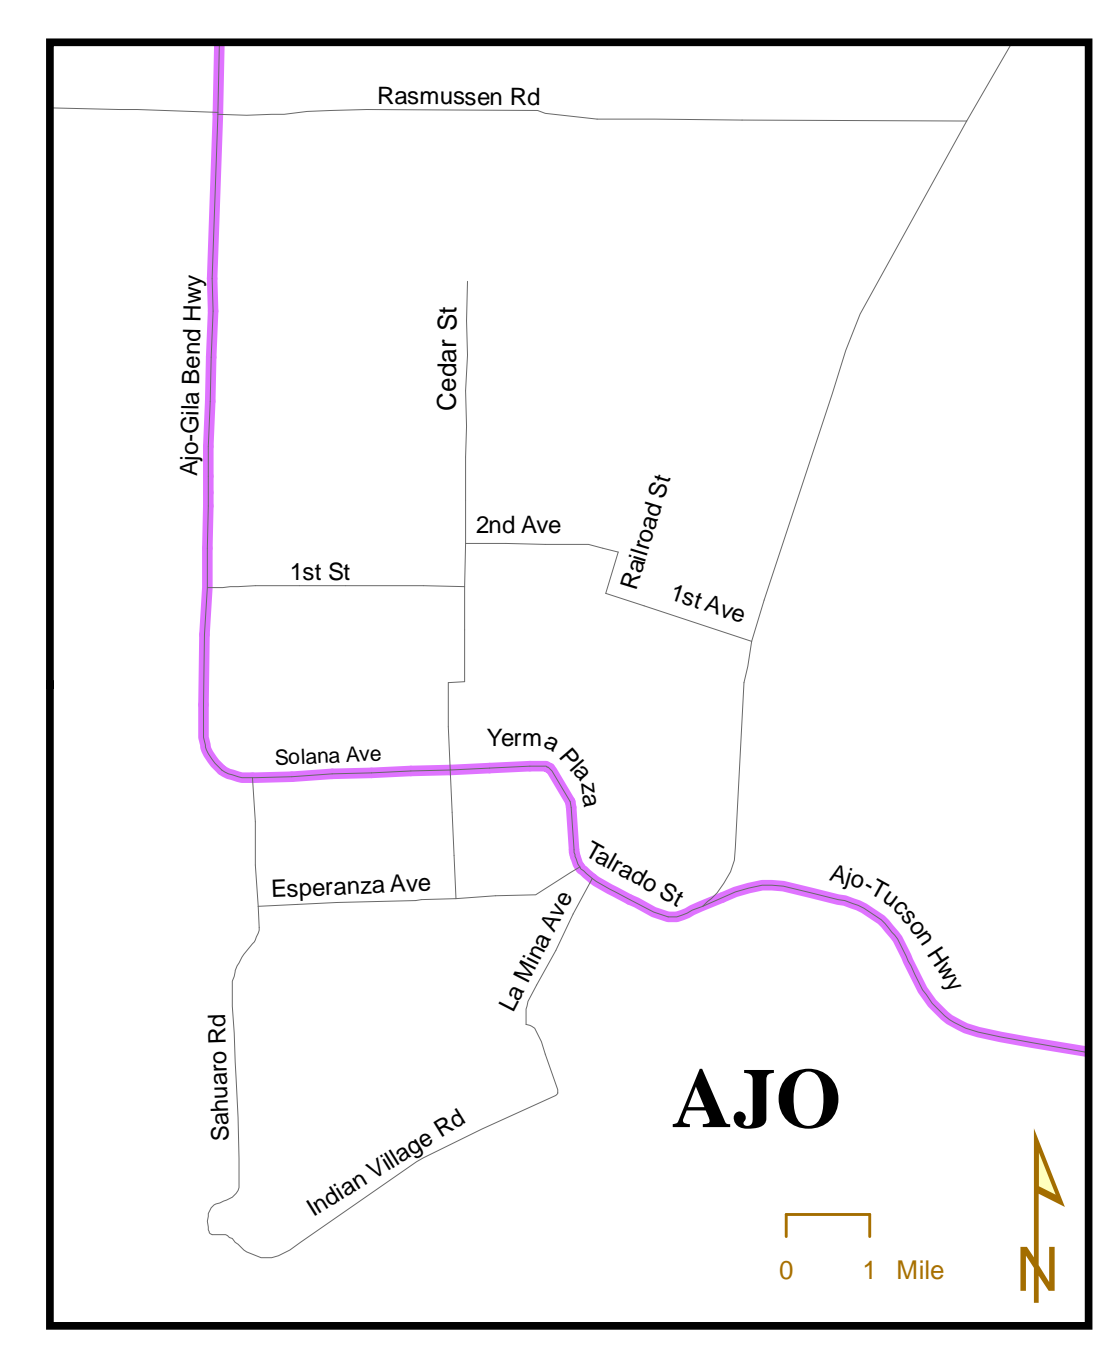 Rasmussen Rd
Ajo-Gila Bend Hwy
Cedar St
2nd Ave
Railroad St
1st St
1st Ave
Solana Ave
Yerma Plaza
Talrado St
Esperanza Ave
Ajo-Tucson Hwy
La Mina Ave
Sahuaro Rd
Indian Village Rd
AJO
0 1 Mile
N